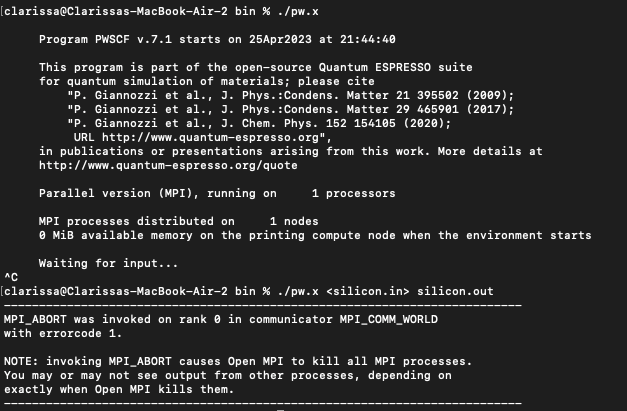 [clarissa@Clarissas-MacBook-Air-2 bin % ./pw.x
Program PWSCF v.7.1 starts on 25Apr2023 at 21:44:40
This program is part of the open-source Quantum ESPRESSO suite
for quantum simulation of materials; please cite
"P. Giannozzi et al., J. Phys.:Condens. Matter 21 395502 (2009);
"P. Giannozzi et al., J. Phys.:Condens. Matter 29 465901 (2017);
"P. Giannozzi et al., J. Chem. Phys. 152 154105 (2020);
URL http://www.quantum-espresso.org",
in publications or presentations arising from this work. More details at
http://www.quantum-espresso.org/quote
Parallel version (MPI), running on     1 processors
MPI processes distributed on     1 nodes
0 MiB available memory on the printing compute node when the environment starts
Waiting for input...
^C
[clarissa@Clarissas-MacBook-Air-2 bin % ./pw.x <silicon.in> silicon.out
--------------------------------------------------------------------------
MPI_ABORT was invoked on rank 0 in communicator MPI_COMM_WORLD
with errorcode 1.
NOTE: invoking MPI_ABORT causes Open MPI to kill all MPI processes.
You may or may not see output from other processes, depending on
exactly when Open MPI kills them.
--------------------------------------------------------------------------